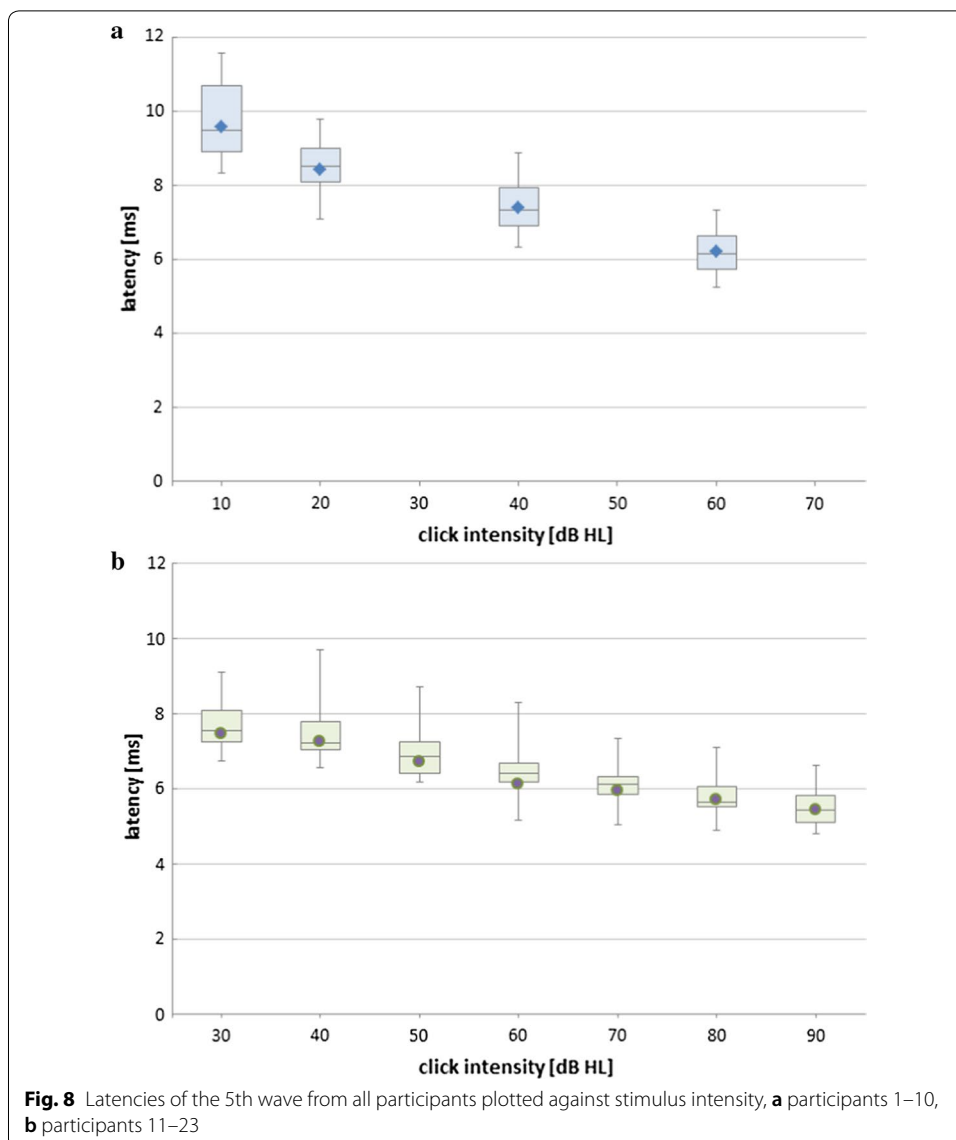 a
12
10
8
6
4
2
0
latency [ms]
10 20 30 40 50 60 70
click intensity [dB HL]
b
12
10
8
6
4
2
0
latency [ms]
30 40 50 60 70 80 90
click intensity [dB HL]
Fig. 8 Latencies of the 5th wave from all participants plotted against stimulus intensity, a participants 1–10,
b participants 11–23